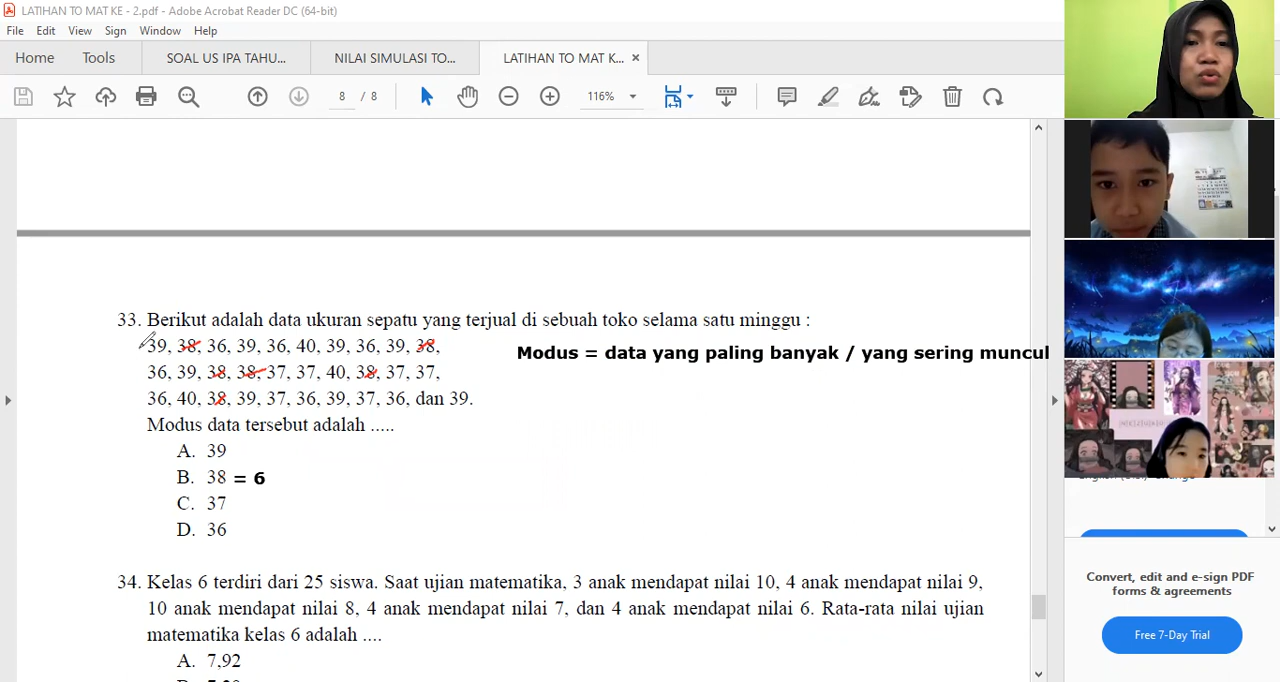 LATIHAN TO MAT KE - 2.pdf - Adobe Acrobat Reader DC (64-bit)
File Edit View Sign Window Help
Home Tools SOAL US IPA TAHU... NILAI SIMULASI TO... LATIHAN TO MAT K... ×
8 / 8 116%
33. Berikut adalah data ukuran sepatu yang terjual di sebuah toko selama satu minggu :
39, 38, 36, 39, 36, 40, 39, 36, 39, 38,
Modus = data yang paling banyak / yang sering muncul
36, 39, 38, 38, 37, 37, 40, 38, 37, 37,
36, 40, 38, 39, 37, 36, 39, 37, 36, dan 39.
Modus data tersebut adalah .....
A. 39
B. 38 = 6
C. 37
D. 36
34. Kelas 6 terdiri dari 25 siswa. Saat ujian matematika, 3 anak mendapat nilai 10, 4 anak mendapat nilai 9,
10 anak mendapat nilai 8, 4 anak mendapat nilai 7, dan 4 anak mendapat nilai 6. Rata-rata nilai ujian
matematika kelas 6 adalah ....
A. 7,92
Convert, edit and e-sign PDF
forms & agreements
Free 7-Day Trial